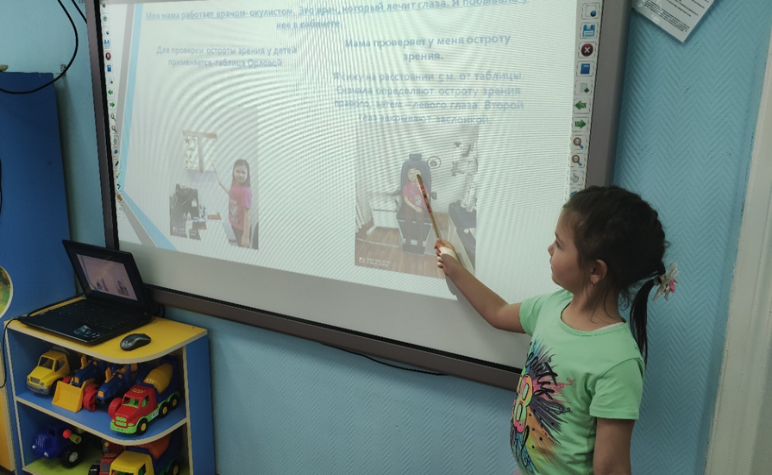 Моя мама работает врачом-окулистом. Это врач, который лечит глаза. Я побывала у
нее в кабинете
Для проверки остроты зрения у детей
применяется таблица Орловой
Мама проверяет у меня остроту
зрения.
Я сижу на расстоянии 5 м. от таблицы.
Сначала определяют остроту зрения
правого, затем - левого глаза. Второй
глаз закрывают заслонкой.